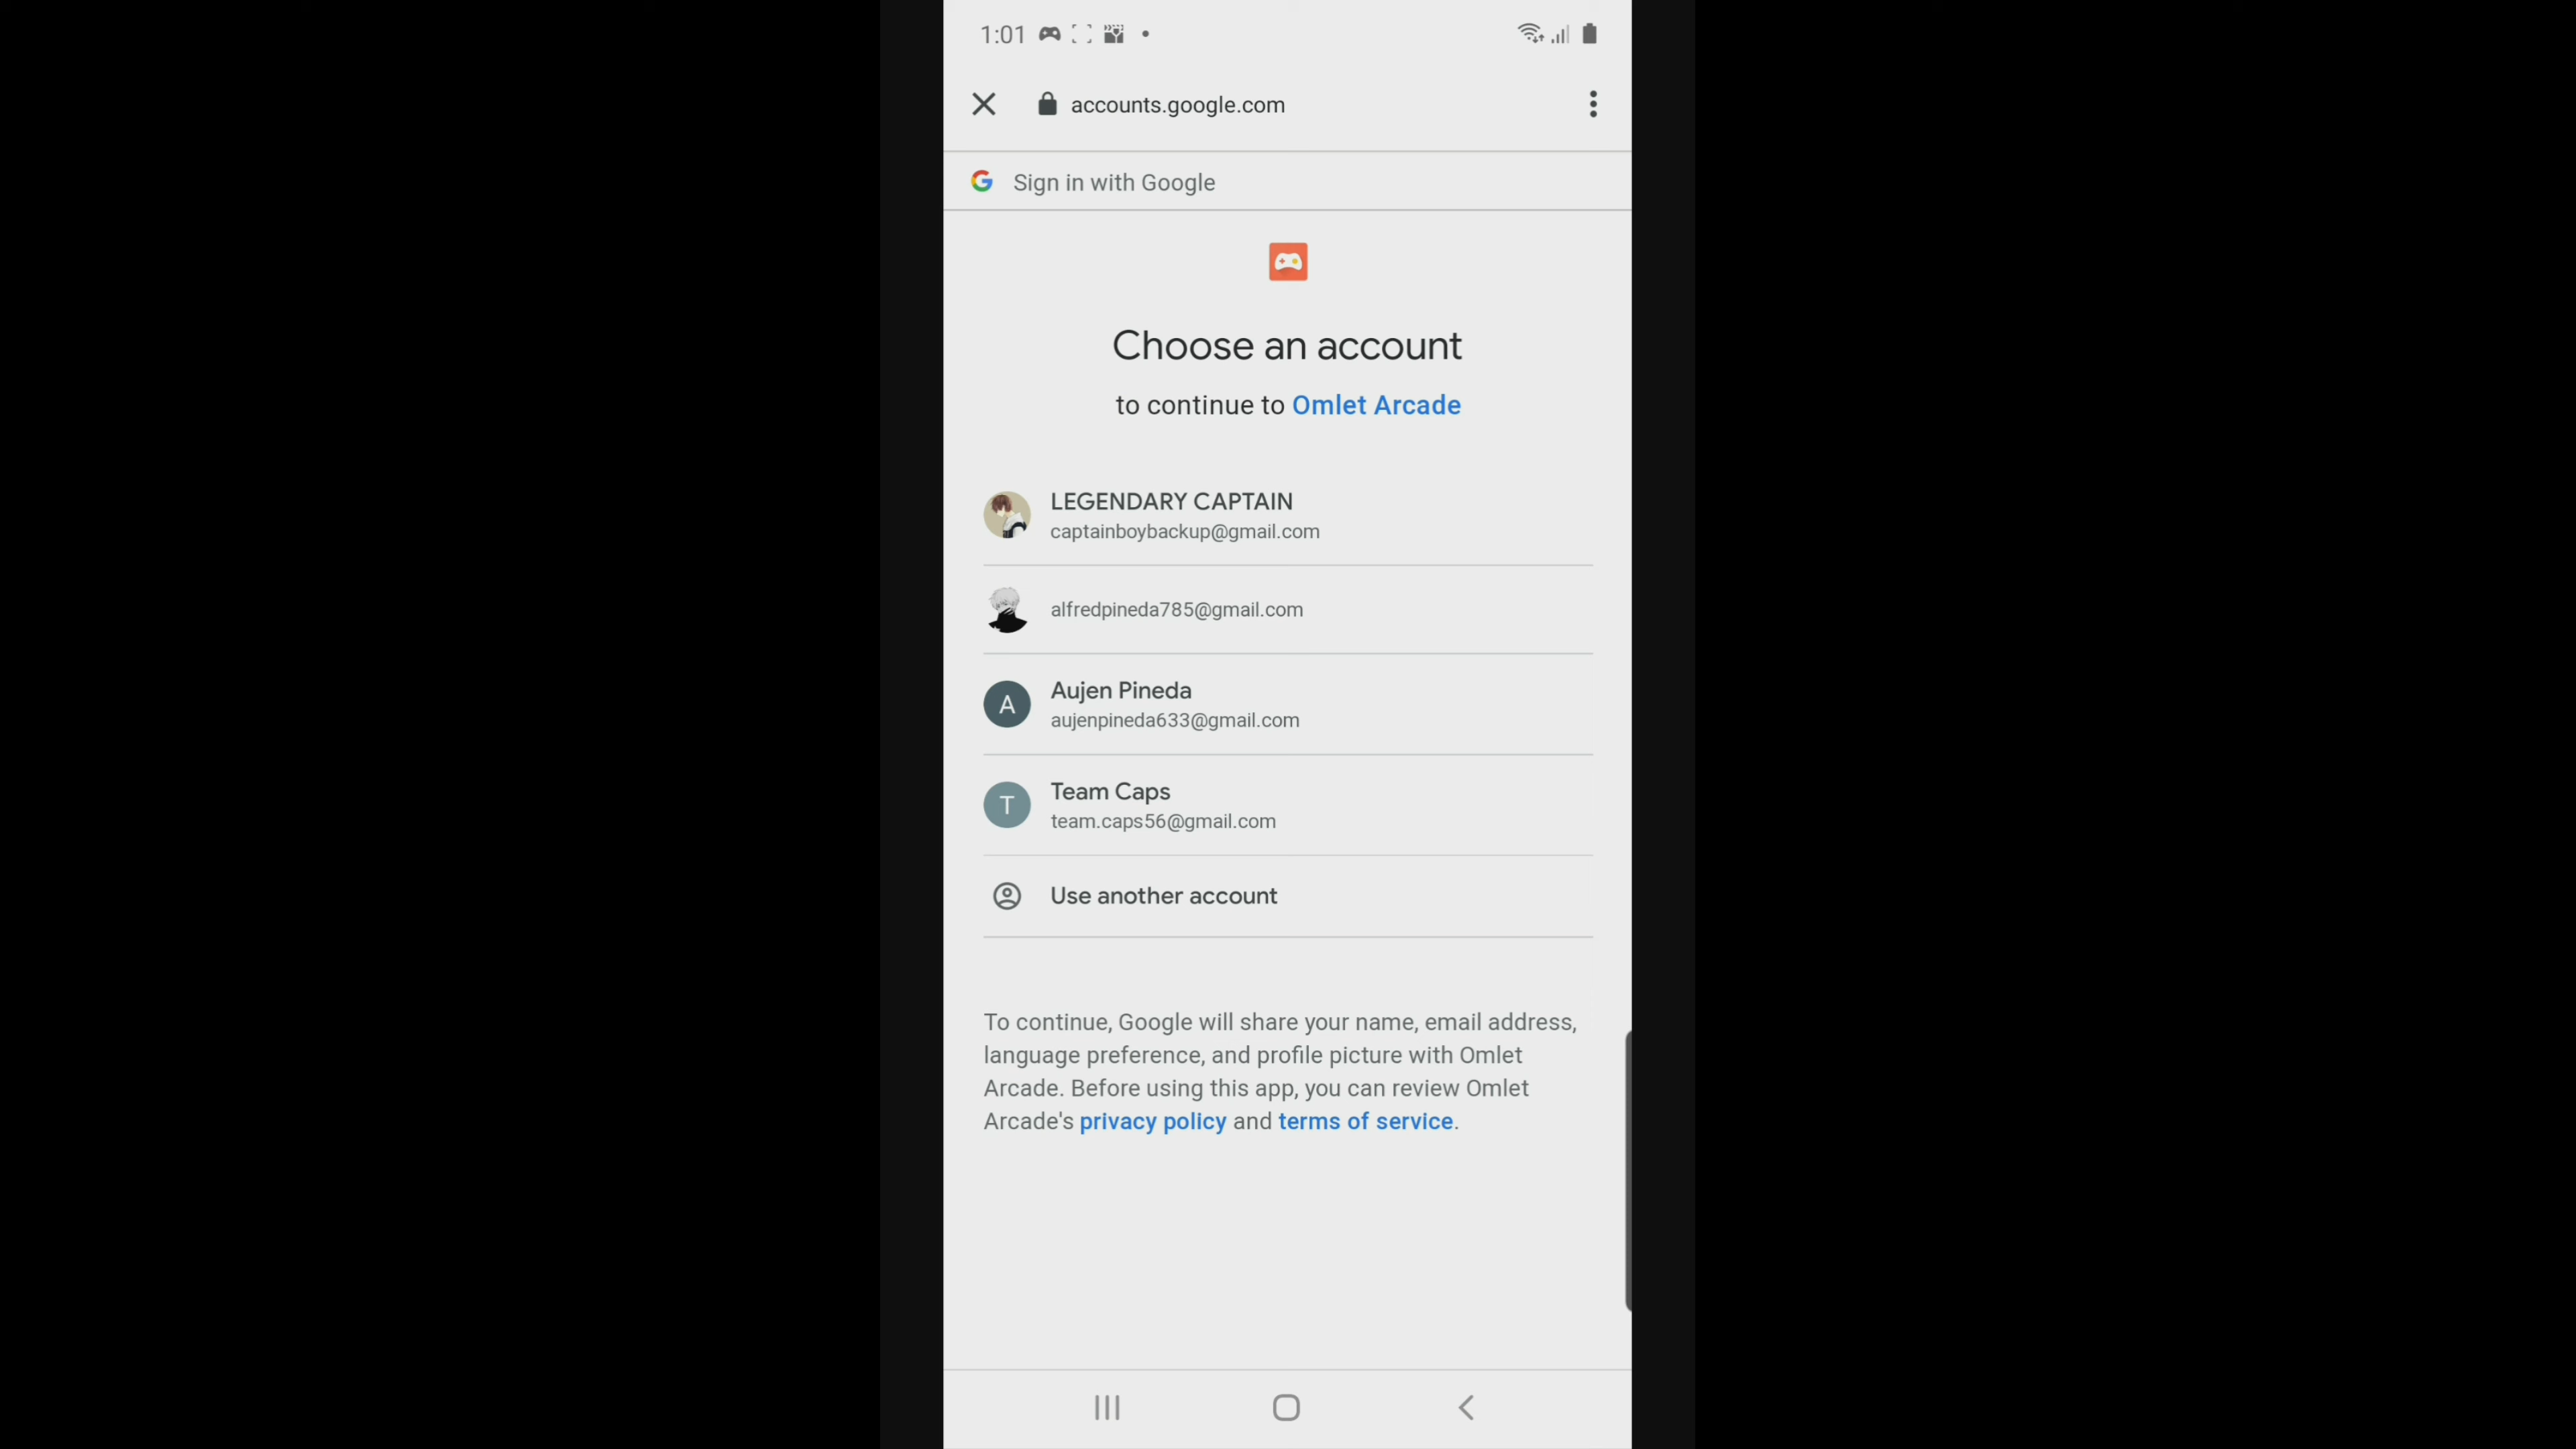 1:01
accounts.google.com
Sign in with Google
Choose an account
to continue to Omlet Arcade
LEGENDARY CAPTAIN
captainboybackup@gmail.com
alfredpineda785@gmail.com
A
Aujen Pineda
aujenpineda633@gmail.com
T
Team Caps
team.caps56@gmail.com
Use another account
To continue, Google will share your name, email address,
language preference, and profile picture with Omlet
Arcade. Before using this app, you can review Omlet
Arcade's privacy policy and terms of service.